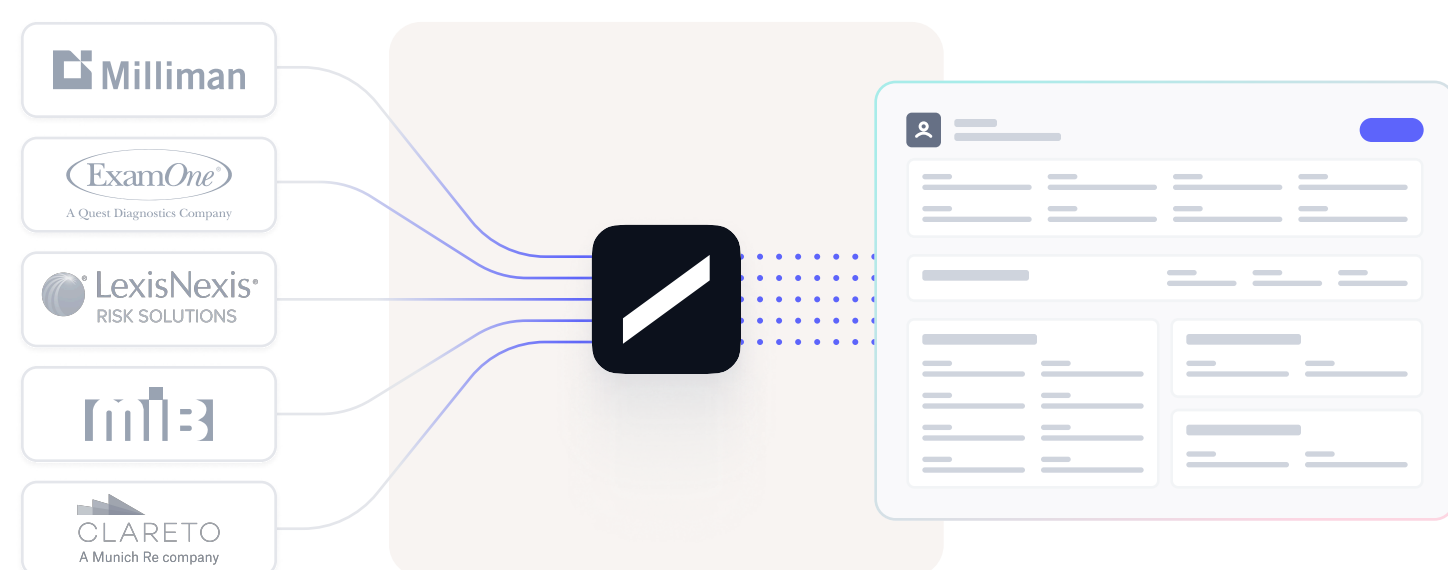 Milliman
ExamOne®
A Quest Diagnostics Company
LexisNexis®
RISK SOLUTIONS
MIB
CLARETO
A Munich Re company